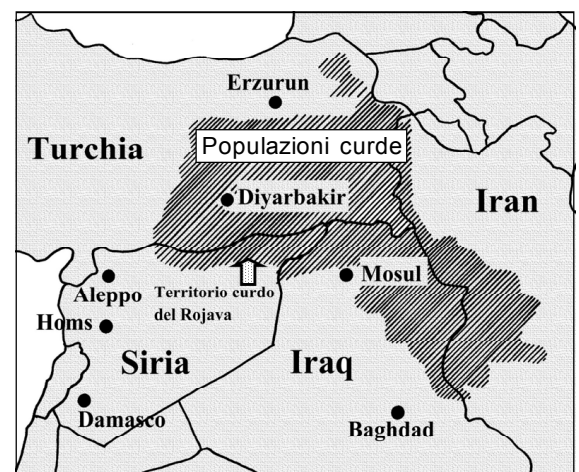 Erzurun
Turchia
Populazioni curde
Diyarbakir
Iran
Aleppo
Territorio curdo
del Rojava
Mosul
Homs
Siria
Iraq
Damasco
Baghdad